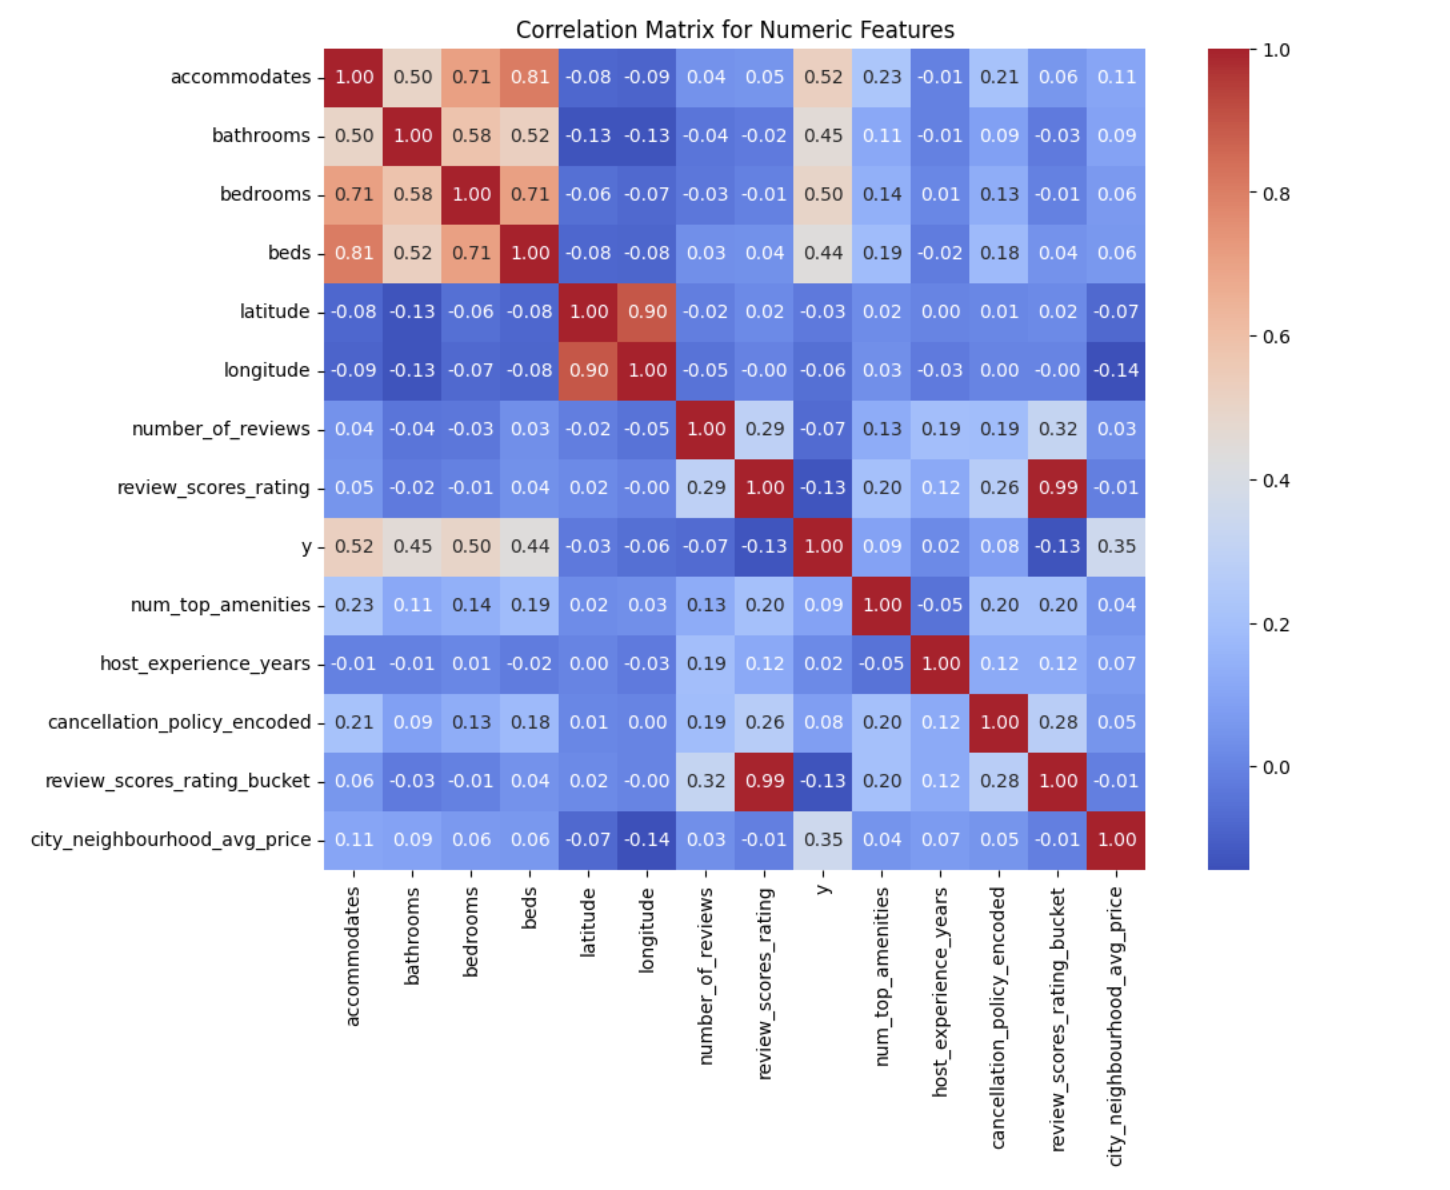 Correlation Matrix for Numeric Features
accommodates 1.00 0.50 0.71 0.81 -0.08 -0.09 0.04 0.05 0.52 0.23 -0.01 0.21 0.06 0.11
bathrooms 0.50 1.00 0.58 0.52 -0.13 -0.13 -0.04 -0.02 0.45 0.11 -0.01 0.09 -0.03 0.09
bedrooms 0.71 0.58 1.00 0.71 -0.06 -0.07 -0.03 -0.01 0.50 0.14 0.01 0.13 -0.01 0.06
beds 0.81 0.52 0.71 1.00 -0.08 -0.08 0.03 0.04 0.44 0.19 -0.02 0.18 0.04 0.06
latitude -0.08 -0.13 -0.06 -0.08 1.00 0.90 -0.02 0.02 -0.03 0.02 0.00 0.01 0.02 -0.07
longitude -0.09 -0.13 -0.07 -0.08 0.90 1.00 -0.05 -0.00 -0.06 0.03 -0.03 0.00 -0.00 -0.14
number_of_reviews 0.04 -0.04 -0.03 0.03 -0.02 -0.05 1.00 0.29 -0.07 0.13 0.19 0.19 0.32 0.03
review_scores_rating 0.05 -0.02 -0.01 0.04 0.02 -0.00 0.29 1.00 -0.13 0.20 0.12 0.26 0.99 -0.01
y 0.52 0.45 0.50 0.44 -0.03 -0.06 -0.07 -0.13 1.00 0.09 0.02 0.08 -0.13 0.35
num_top_amenities 0.23 0.11 0.14 0.19 0.02 0.03 0.13 0.20 0.09 1.00 -0.05 0.20 0.20 0.04
host_experience_years -0.01 -0.01 0.01 -0.02 0.00 -0.03 0.19 0.12 0.02 -0.05 1.00 0.12 0.12 0.07
cancellation_policy_encoded 0.21 0.09 0.13 0.18 0.01 0.00 0.19 0.26 0.08 0.20 0.12 1.00 0.28 0.05
review_scores_rating_bucket 0.06 -0.03 -0.01 0.04 0.02 -0.00 0.32 0.99 -0.13 0.20 0.12 0.28 1.00 -0.01
city_neighbourhood_avg_price 0.11 0.09 0.06 0.06 -0.07 -0.14 0.03 -0.01 0.35 0.04 0.07 0.05 -0.01 1.00
accommodates
bathrooms
bedrooms
beds
latitude
longitude
number_of_reviews
review_scores_rating
y
num_top_amenities
host_experience_years
cancellation_policy_encoded
review_scores_rating_bucket
city_neighbourhood_avg_price
1.0
0.8
0.6
0.4
0.2
0.0